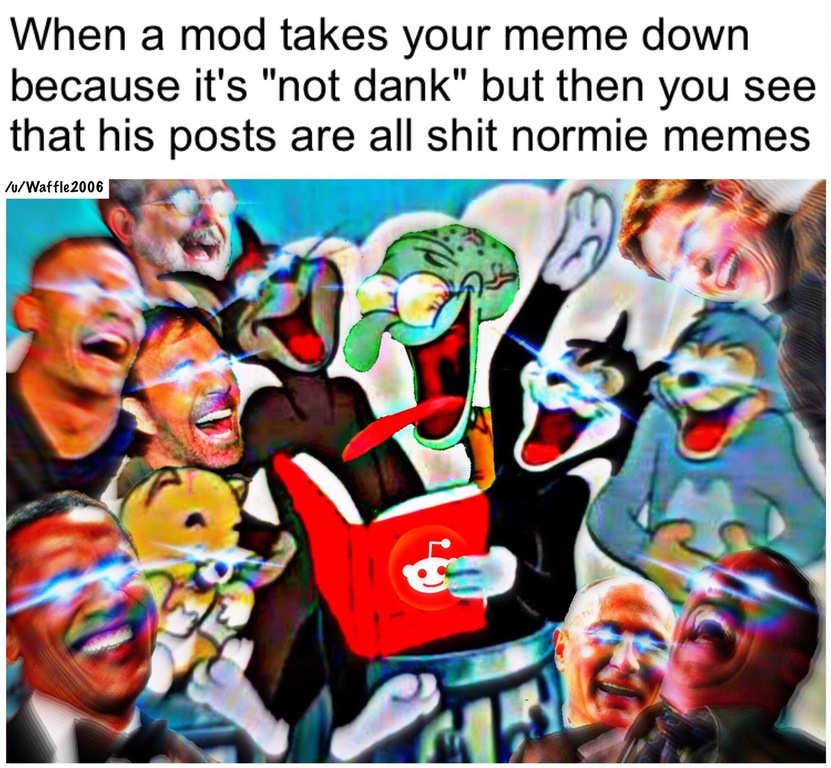 When a mod takes your meme down
because it's "not dank" but then you see
that his posts are all shit normie memes
/u/Waffle2006